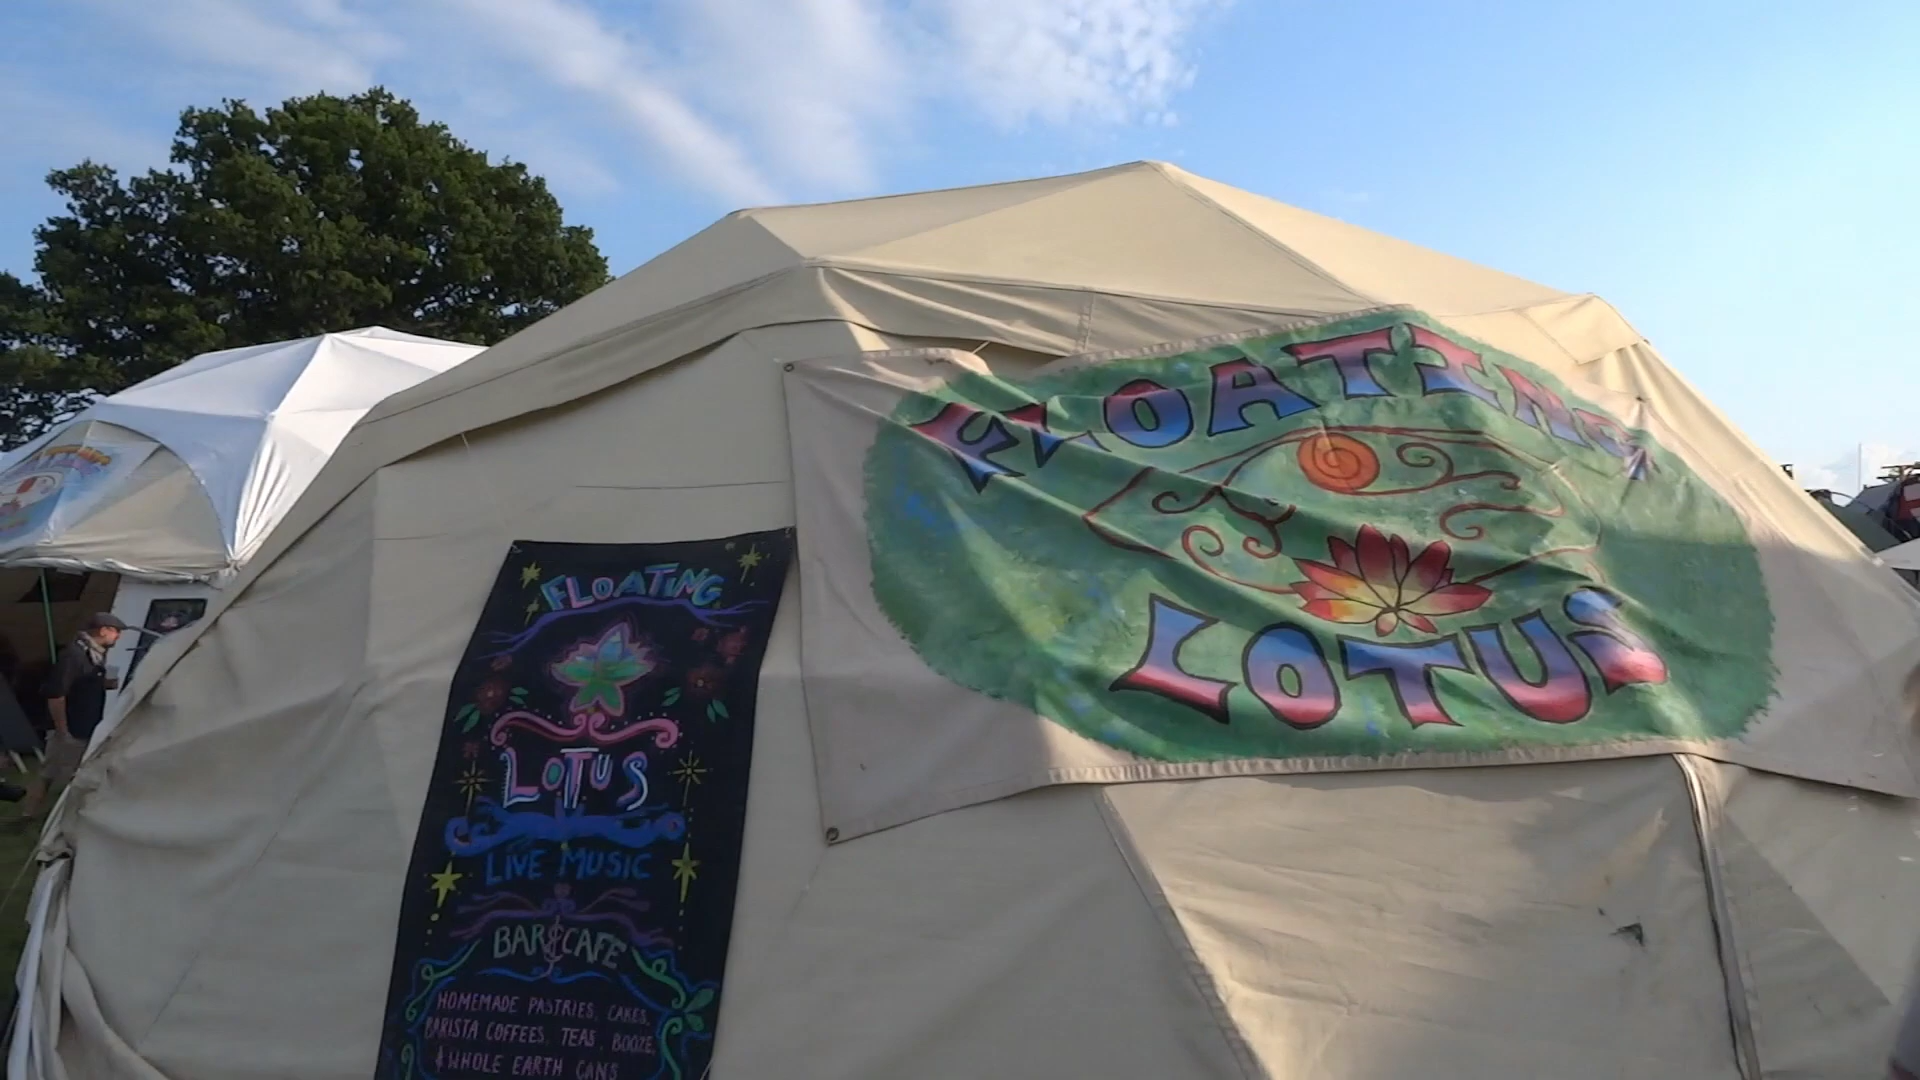 FLOATING
LOTUS
LIVE MUSIC
BAR & CAFE
HOMEMADE PASTRIES, CAKES,
BARISTA COFFEES, TEAS, BOOZE,
& WHOLE EARTH CANS
FLOATING
LOTUS